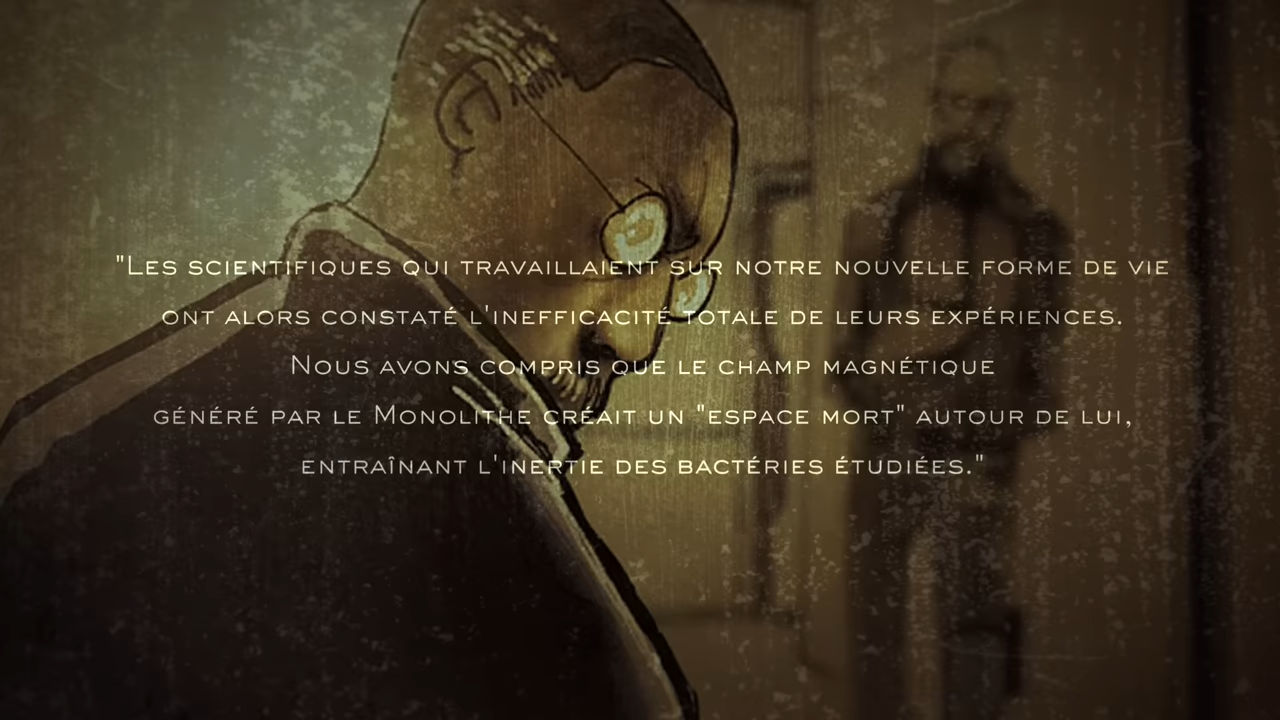 "Les scientifiques qui travaillaient sur notre nouvelle forme de vie
ont alors constaté l'inefficacité totale de leurs expériences.
Nous avons compris que le champ magnétique
généré par le Monolithe créait un "espace mort" autour de lui,
entraînant l'inertie des bactéries étudiées."